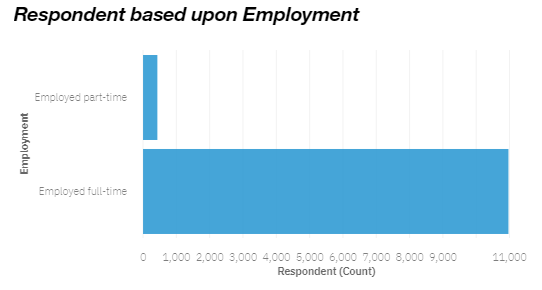 Respondent based upon Employment
Employed part-time
Employment
Employed full-time
0 1,000 2,000 3,000 4,000 5,000 6,000 7,000 8,000 9,000 11,000
Respondent (Count)